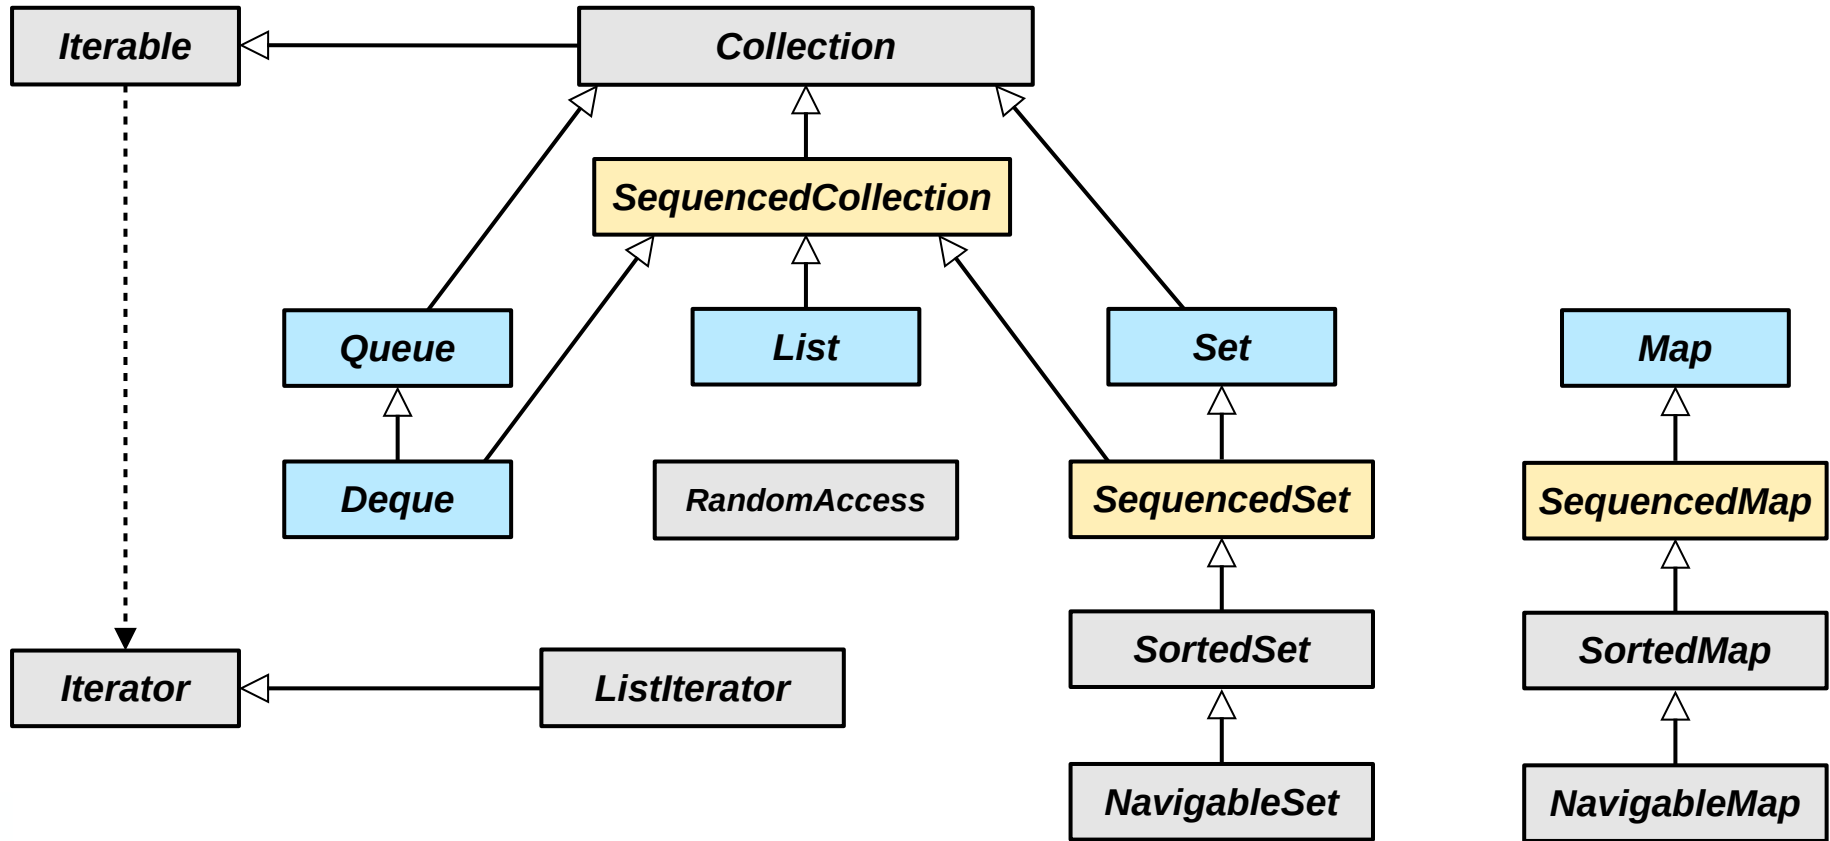 Iterable
Collection
SequencedCollection
Queue
List
Set
Map
Deque
RandomAccess
SequencedSet
SequencedMap
SortedSet
SortedMap
Iterator
ListIterator
NavigableSet
NavigableMap